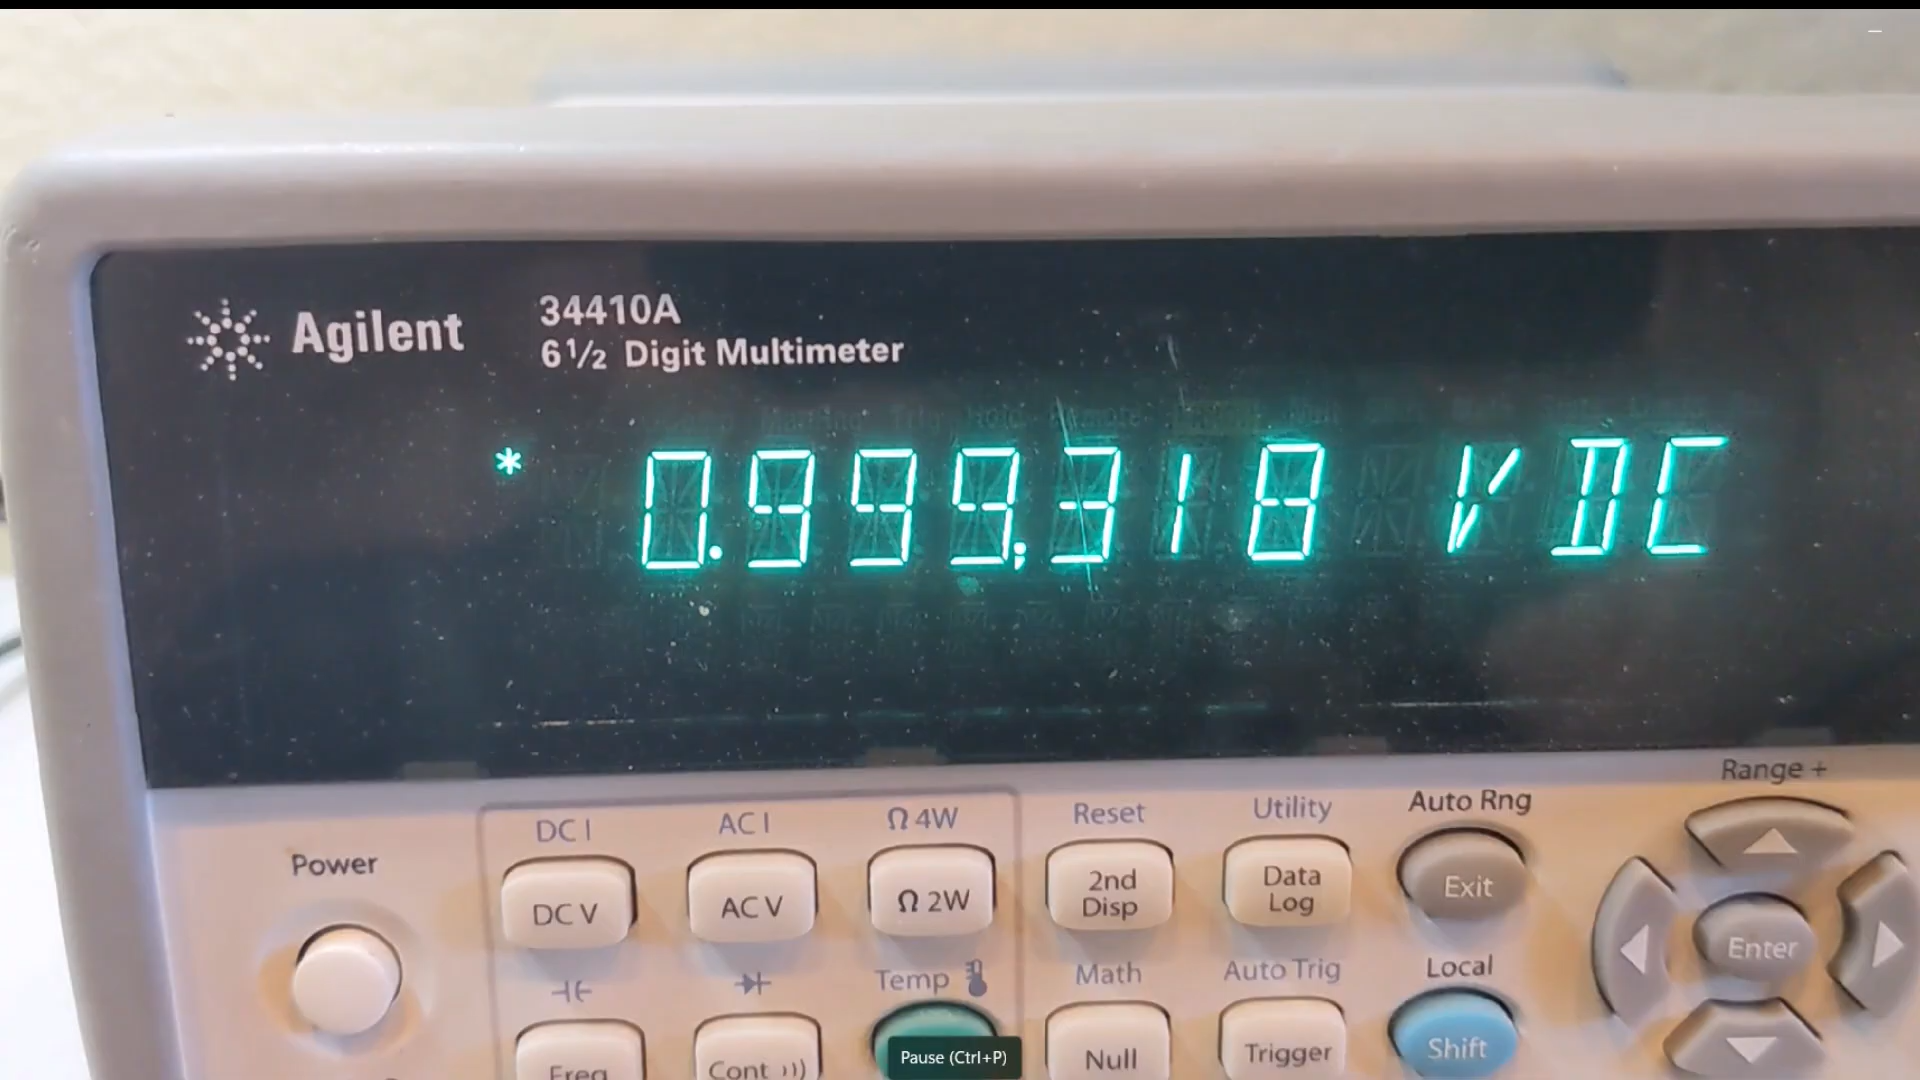 Agilent
34410A
6½ Digit Multimeter
* 0.999,318 VDC
Range +
DC I
AC I
Ω 4W
Reset
Utility
Auto Rng
Power
DC V
AC V
Ω 2W
2nd
Disp
Data
Log
Exit
Enter
Temp
Math
Auto Trig
Local
Freq
Cont
Null
Trigger
Shift
Pause (Ctrl+P)